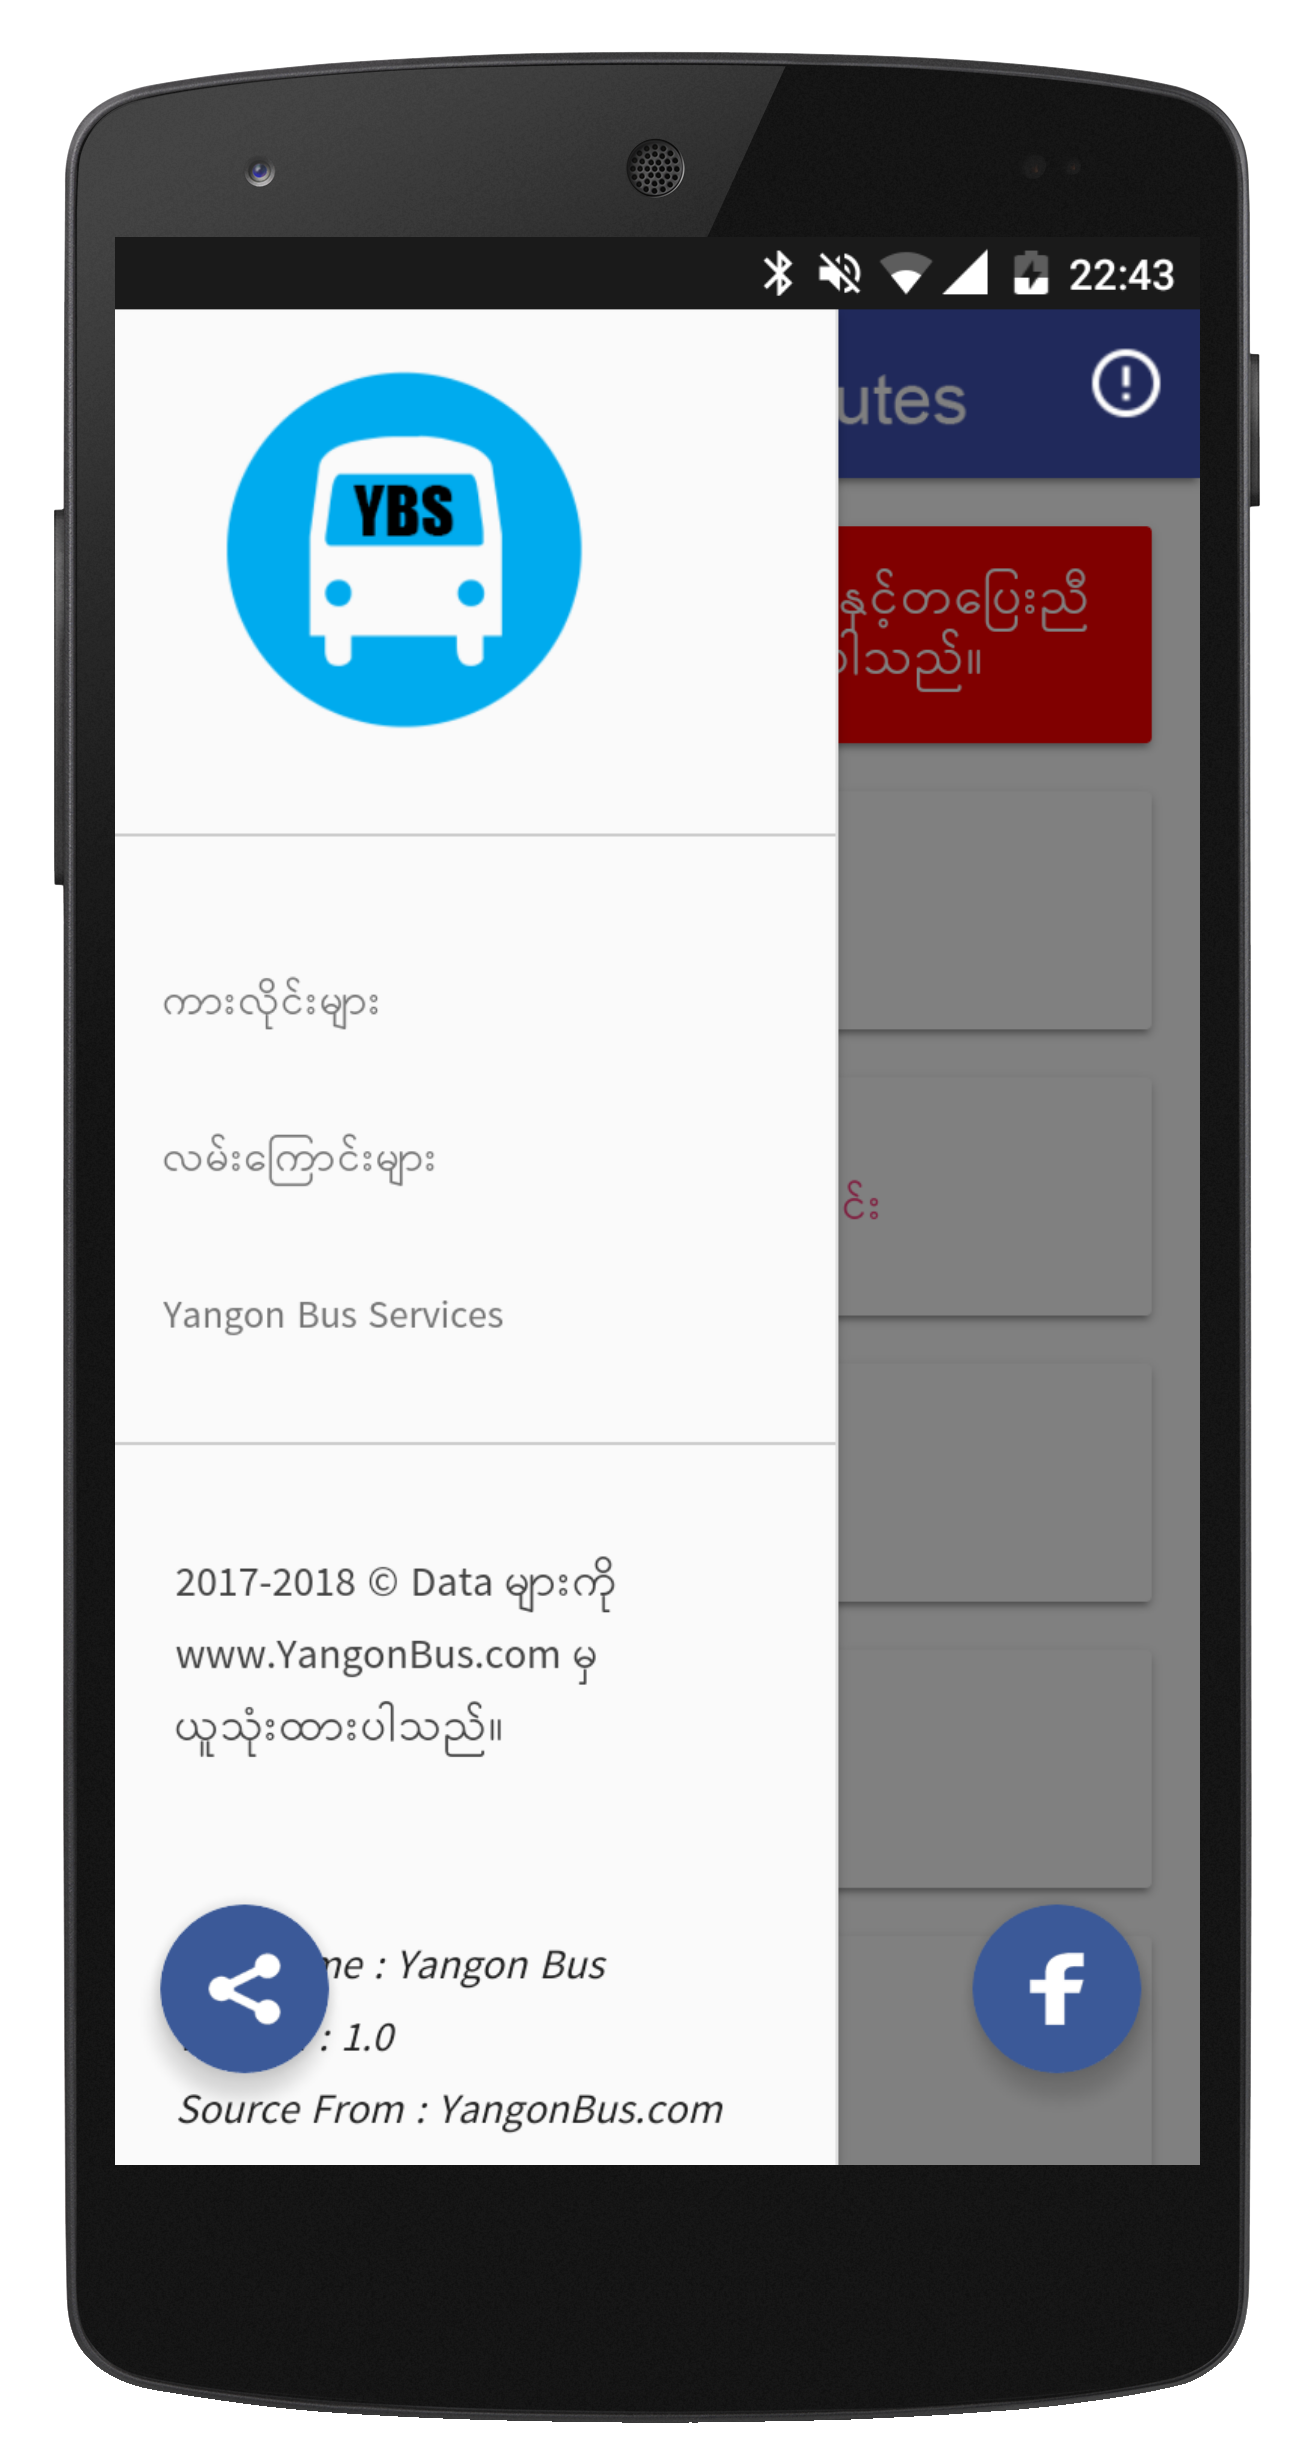 22:43
utes
YBS
နှင့်တပြေးညီ
ပါသည်။
ကားလိုင်းများ
လမ်းကြောင်းများ
င်း
Yangon Bus Services
2017-2018 © Data များကို
www.YangonBus.com မှ
ယူသုံးထားပါသည်။
me : Yangon Bus
: 1.0
Source From : YangonBus.com